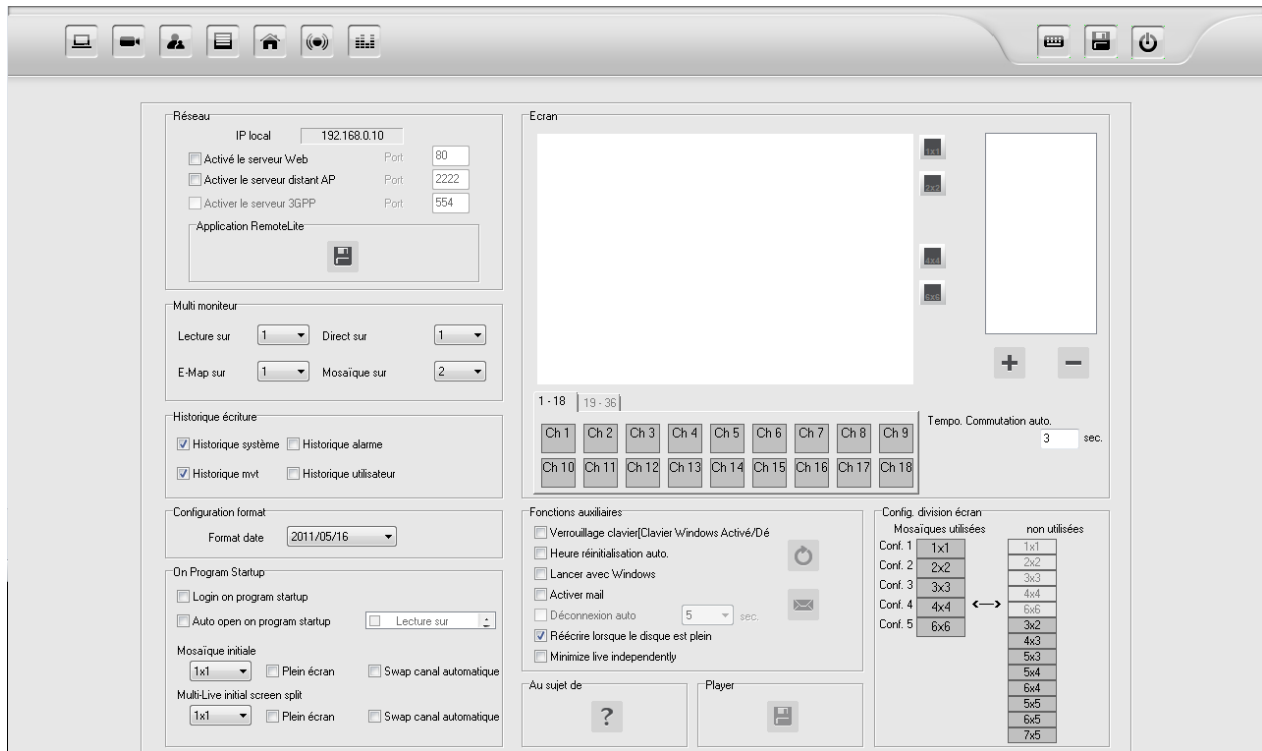 Réseau
IP local 192.168.0.10
Activé le serveur Web Port 80
Activer le serveur distant AP Port 2222
Activer le serveur 3GPP Port 554
Application RemoteLite
Multi moniteur
Lecture sur 1 Direct sur 1
E-Map sur 1 Mosaïque sur 2
Historique écriture
Historique système Historique alarme
Historique mvt Historique utilisateur
Configuration format
Format date 2011/05/16
On Program Startup
Login on program startup
Auto open on program startup Lecture sur
Mosaïque initiale
1x1 Plein écran Swap canal automatique
Multi-Live initial screen split
1x1 Plein écran Swap canal automatique
Ecran
1x1
2x2
4x4
6x6
1 - 18 19 - 36
Ch 1 Ch 2 Ch 3 Ch 4 Ch 5 Ch 6 Ch 7 Ch 8 Ch 9
Ch 10 Ch 11 Ch 12 Ch 13 Ch 14 Ch 15 Ch 16 Ch 17 Ch 18
Tempo. Commutation auto.
3 sec.
Fonctions auxiliaires
Verrouillage clavier[Clavier Windows Activé/Dé
Heure réinitialisation auto.
Lancer avec Windows
Activer mail
Déconnexion auto 5 sec.
Réécrire lorsque le disque est plein
Minimize live independently
Au sujet de
?
Player
Config. division écran
Mosaïques utilisées non utilisées
Conf. 1 1x1
Conf. 2 2x2
Conf. 3 3x3
Conf. 4 4x4
Conf. 5 6x6
1x1
2x2
3x3
4x4
6x6
3x2
4x3
5x3
5x4
6x4
5x5
6x5
7x5